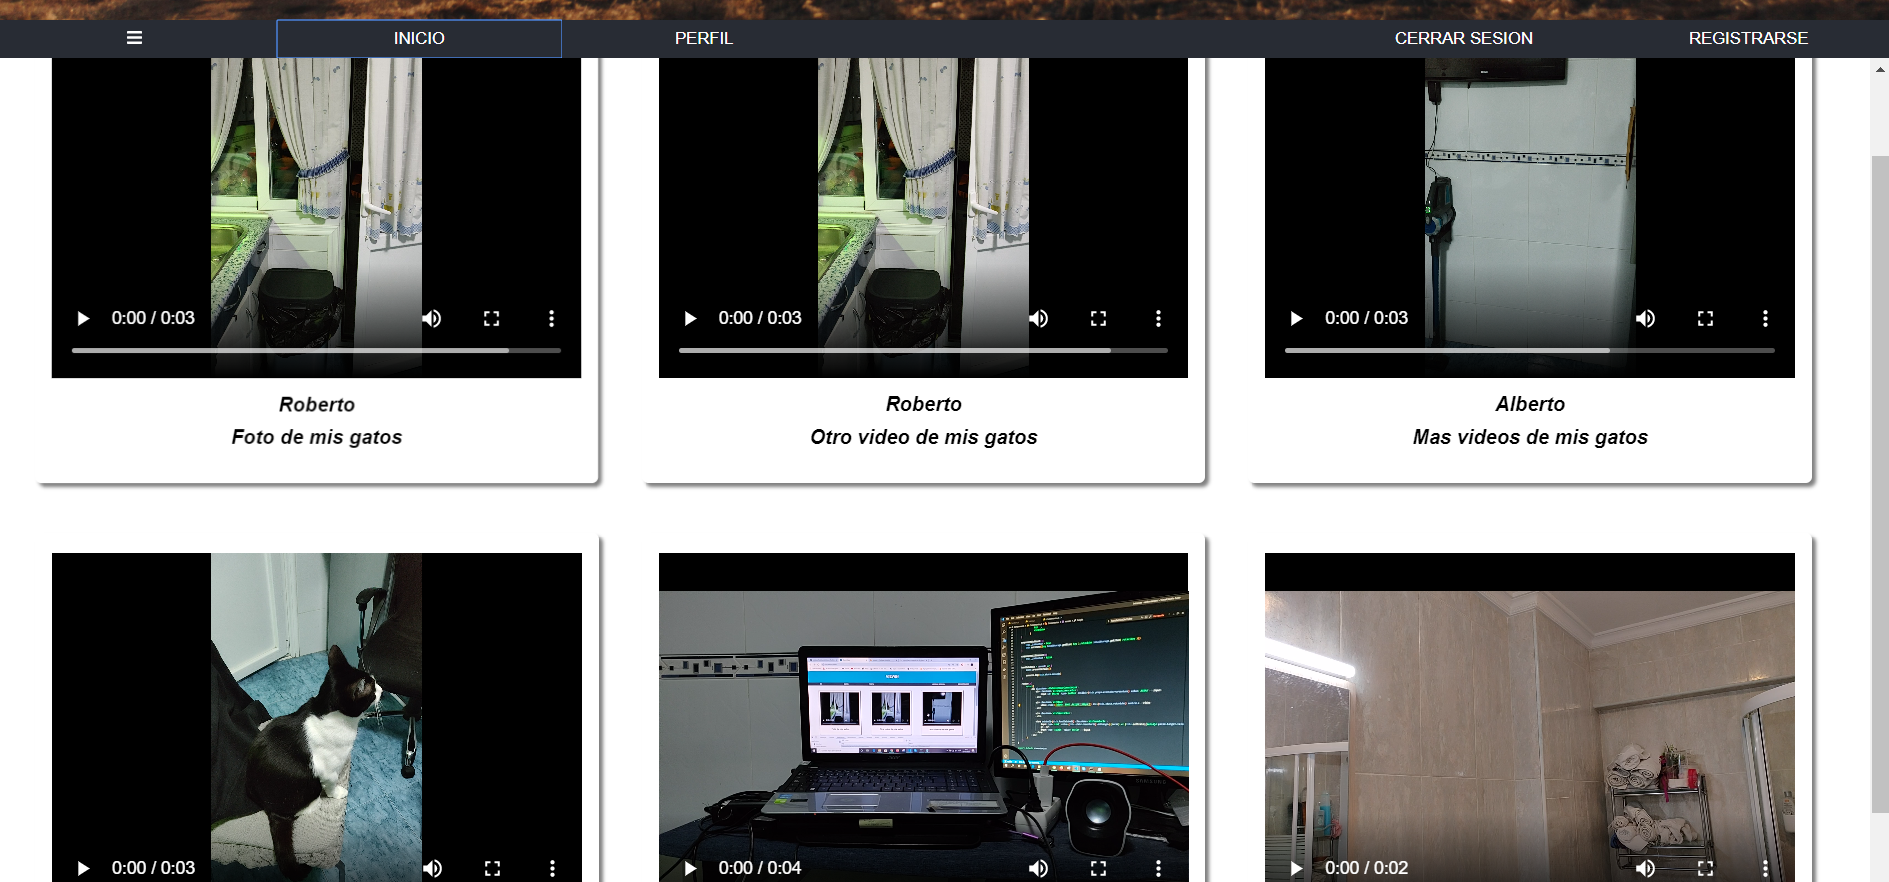 INICIO
PERFIL
CERRAR SESION
REGISTRARSE
0:00 / 0:03
0:00 / 0:03
0:00 / 0:03
Roberto
Foto de mis gatos
Roberto
Otro video de mis gatos
Alberto
Mas videos de mis gatos
0:00 / 0:03
0:00 / 0:04
0:00 / 0:02